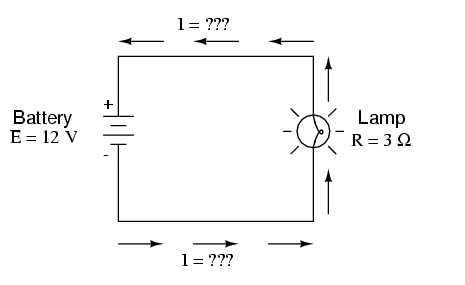 I = ???
+
Battery
E = 12 V
-
Lamp
R = 3 Ω
I = ???